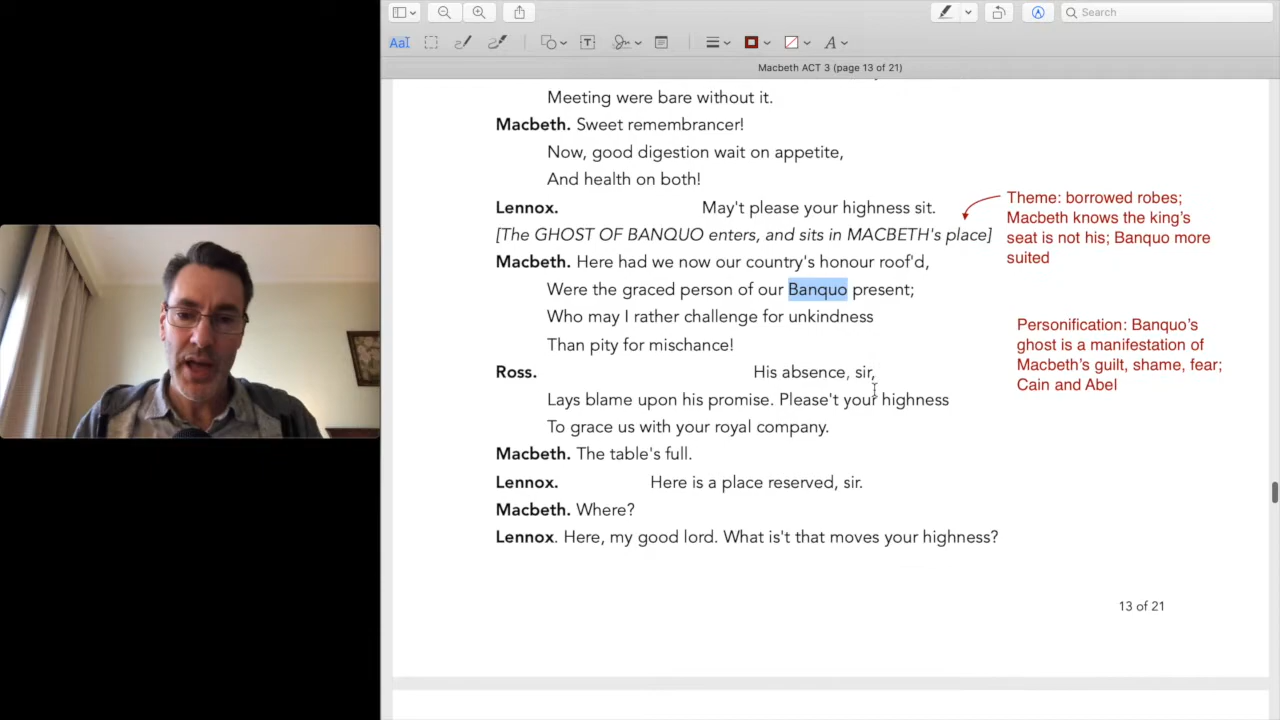 Search
Macbeth ACT 3 (page 13 of 21)
Meeting were bare without it.
Macbeth. Sweet remembrancer!
Now, good digestion wait on appetite,
And health on both!
Lennox. May't please your highness sit.
[The GHOST OF BANQUO enters, and sits in MACBETH's place]
Macbeth. Here had we now our country's honour roof'd,
Were the graced person of our Banquo present;
Who may I rather challenge for unkindness
Than pity for mischance!
Ross. His absence, sir,
Lays blame upon his promise. Please't your highness
To grace us with your royal company.
Macbeth. The table's full.
Lennox. Here is a place reserved, sir.
Macbeth. Where?
Lennox. Here, my good lord. What is't that moves your highness?
Theme: borrowed robes;
Macbeth knows the king's
seat is not his; Banquo more
suited
Personification: Banquo's
ghost is a manifestation of
Macbeth's guilt, shame, fear;
Cain and Abel
13 of 21